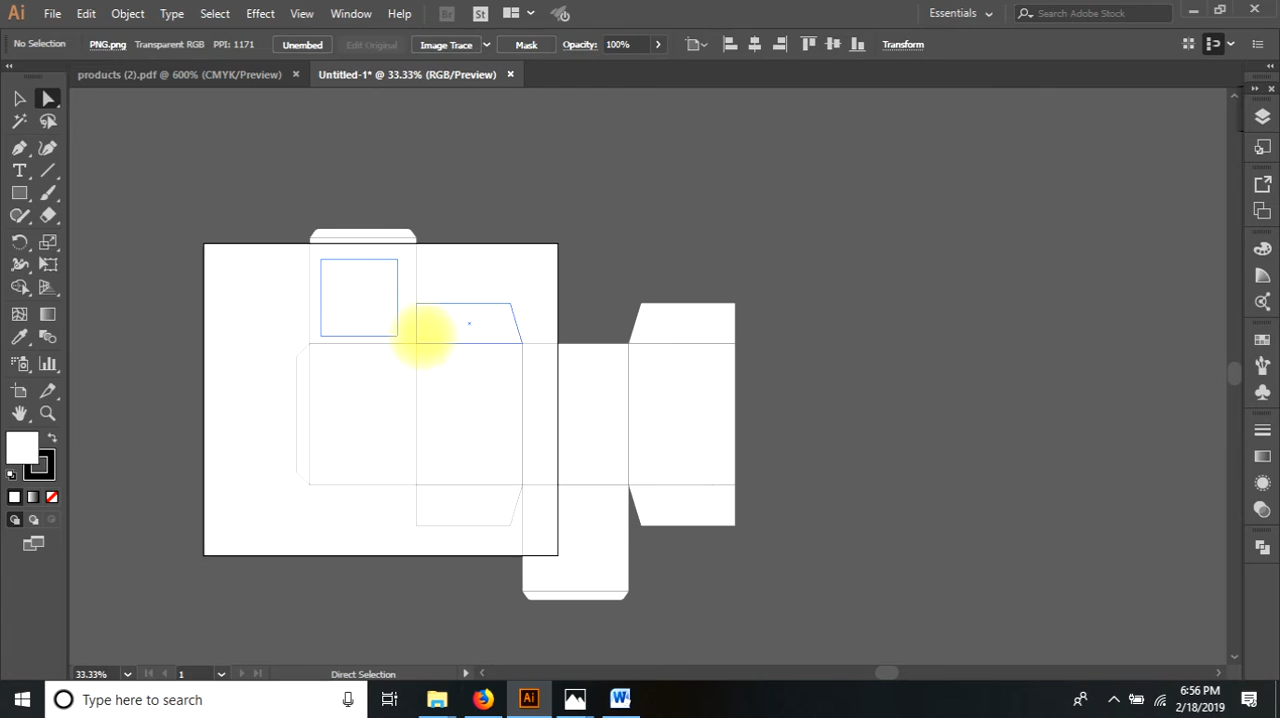 Ai File Edit Object Type Select Effect View Window Help Br St Essentials Search Adobe Stock
No Selection PNG.png Transparent RGB PPI: 1171 Unembed Edit Original Image Trace Mask Opacity: 100% Transform
products (2).pdf @ 600% (CMYK/Preview) × Untitled-1* @ 33.33% (RGB/Preview) ×
T
33.33% 1 Direct Selection
Type here to search Ai W 6:56 PM
2/18/2019